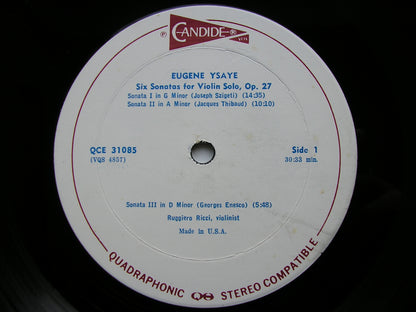 ℗ CANDIDE
VOX
EUGENE YSAYE
Six Sonatas for Violin Solo, Op. 27
Sonata I in G Minor (Joseph Szigeti) (14:35)
Sonata II in A Minor (Jacques Thibaud) (10:10)
QCE 31085
(VQS 4857)
Side 1
30:33 min.
Sonata III in D Minor (Georges Enesco) (5:48)
Ruggiero Ricci, violinist
Made in U.S.A.
QUADRAPHONIC QS STEREO COMPATIBLE